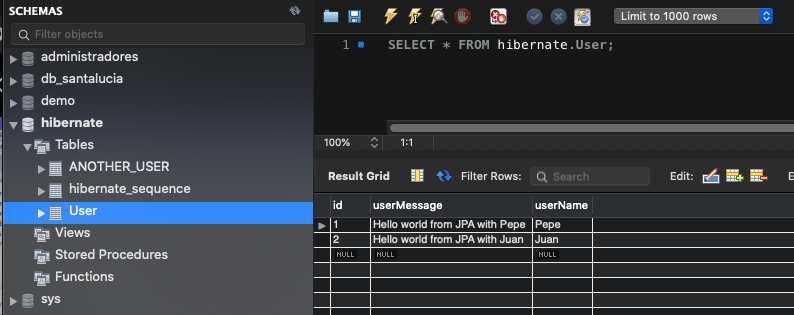 SCHEMAS
Filter objects
administradores
db_santalucia
demo
hibernate
Tables
ANOTHER_USER
hibernate_sequence
User
Views
Stored Procedures
Functions
sys
Limit to 1000 rows
1 SELECT * FROM hibernate.User;
100% 1:1
Result Grid Filter Rows: Search Edit: E
id userMessage userName
1 Hello world from JPA with Pepe Pepe
2 Hello world from JPA with Juan Juan
NULL NULL NULL